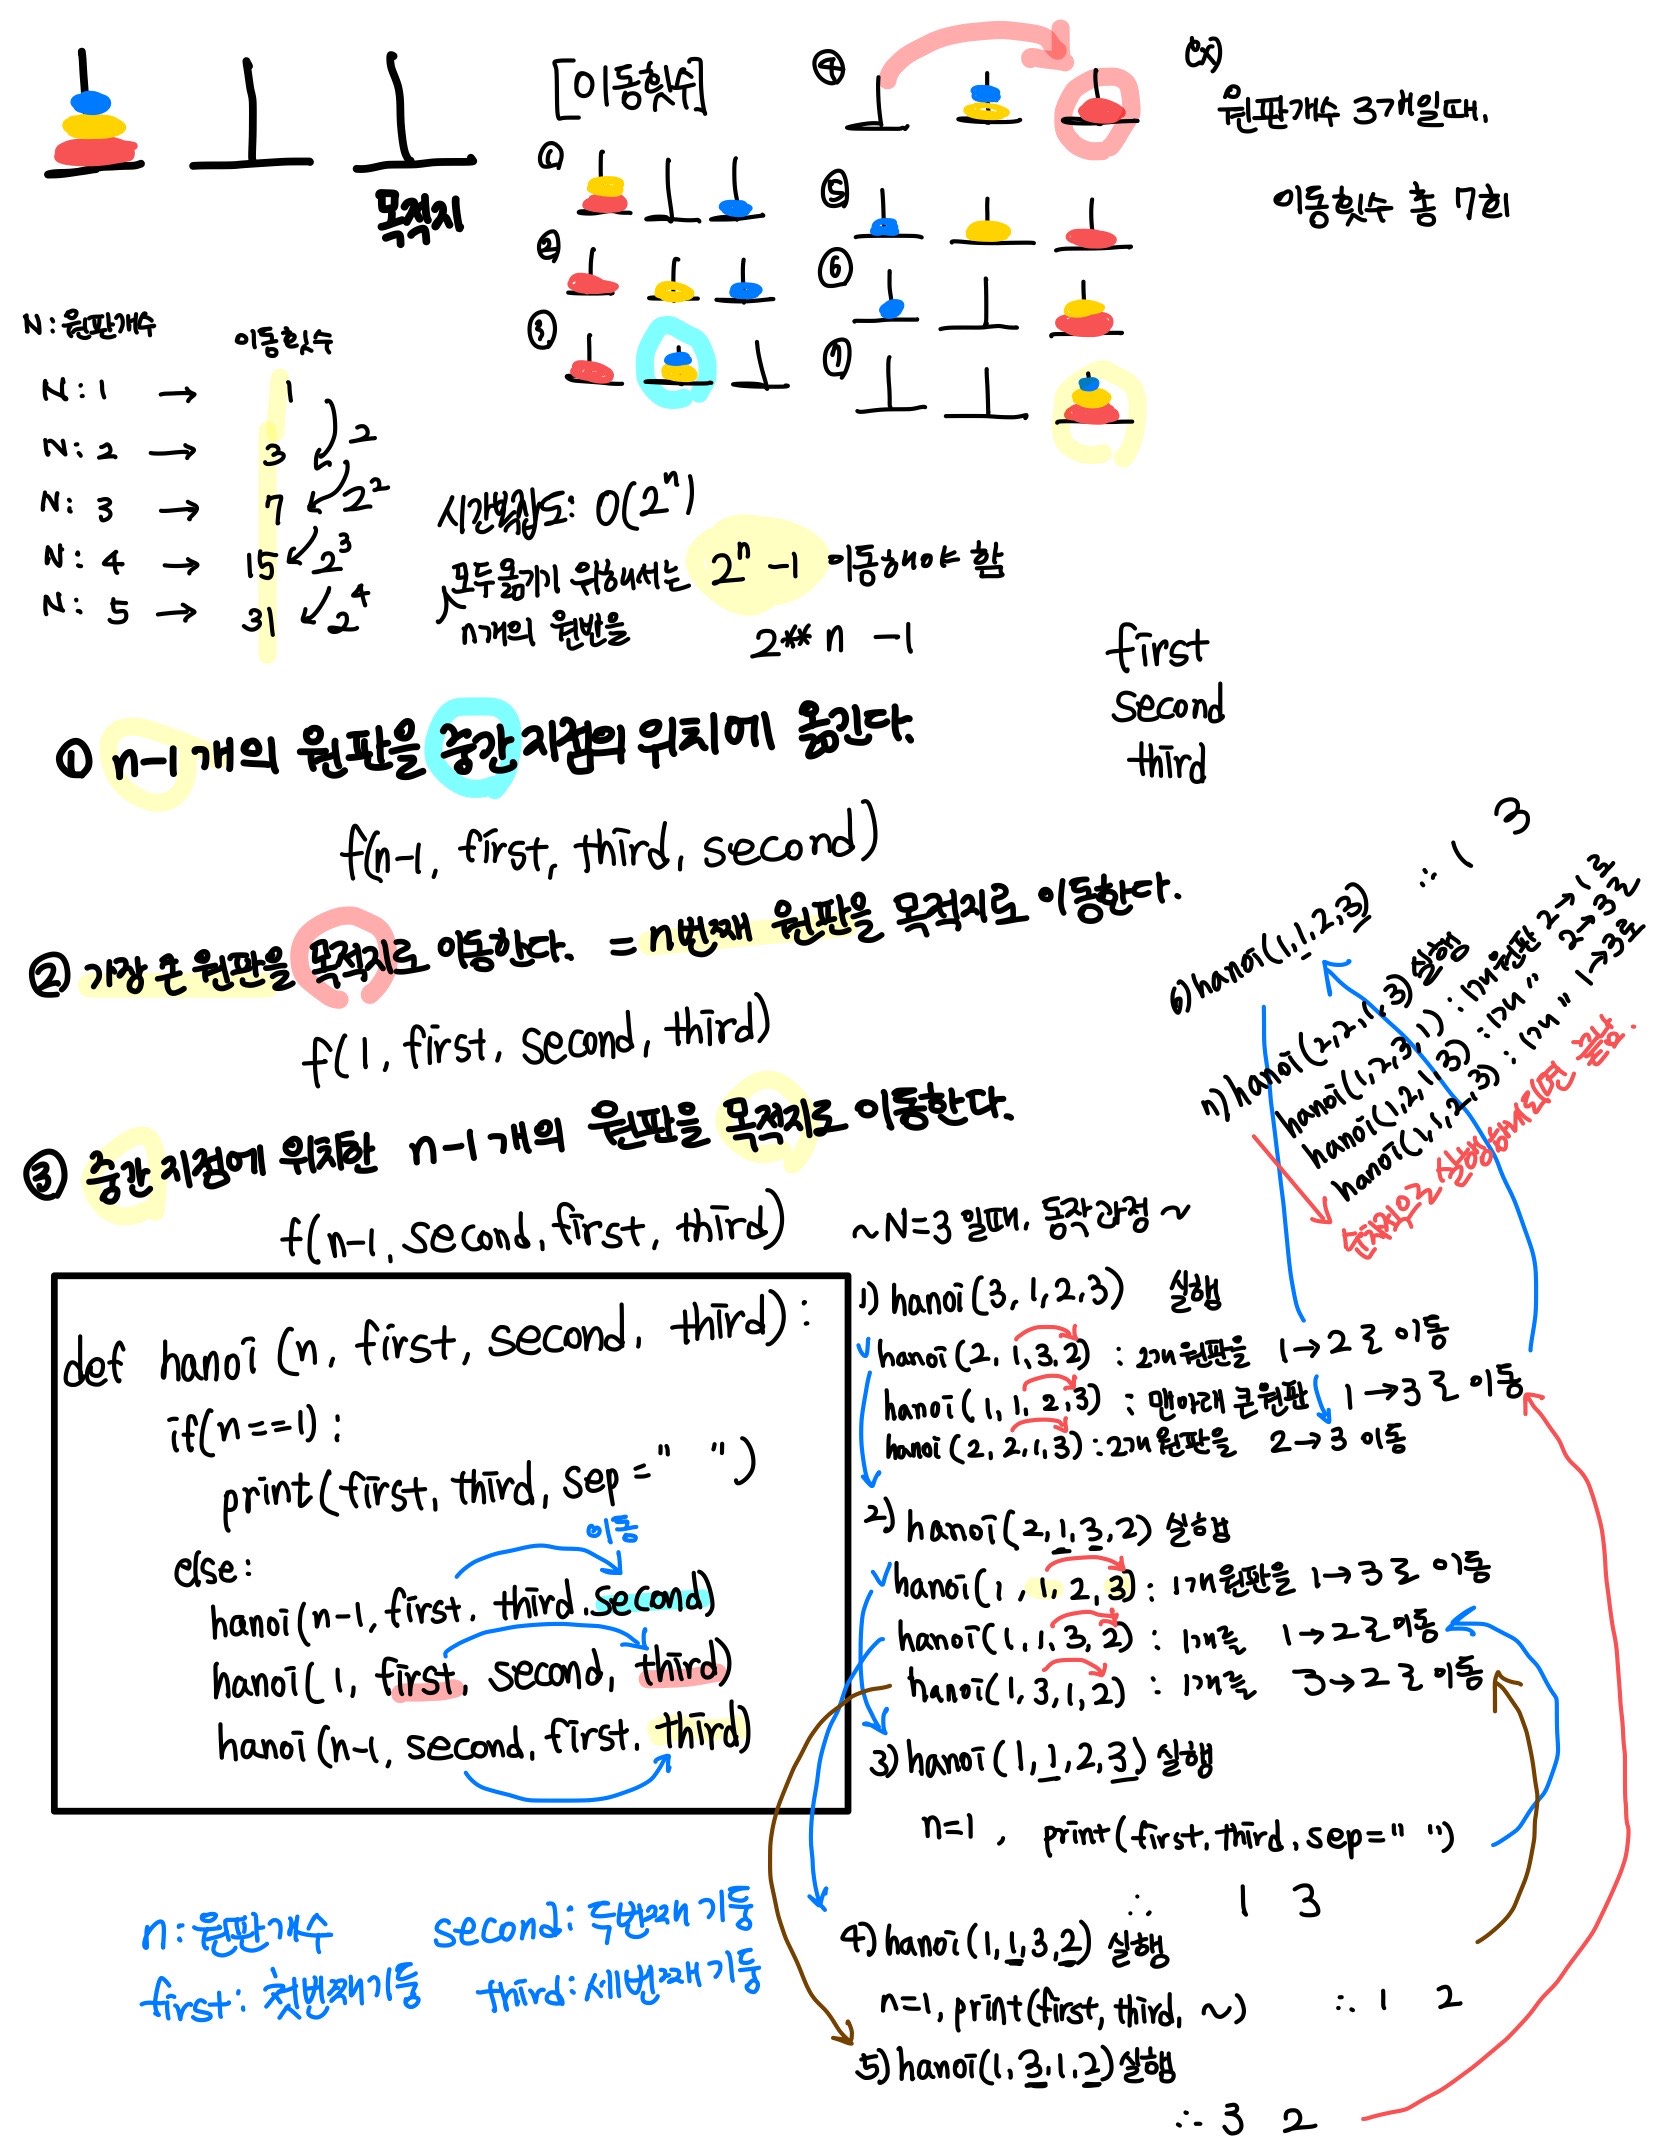 목적지
[이동횟수]
①
②
③
④
⑤
⑥
⑦
ex)
원판개수 3개일때.
이동횟수 총 7회
N:원판개수
이동횟수
N: 1 → 1
2
N: 2 → 3
2²
N: 3 → 7
2³
N: 4 → 15
2⁴
N: 5 → 31
시간복잡도: O(2ⁿ)
모두옮기기 위해서는 2ⁿ-1 이동해야 함
n개의 원반을
2** n -1
first
second
third
① n-1개의 원판을 중간 지점의 위치에 옮긴다.
f(n-1, first, third, second)
② 가장 큰 원판을 목적지로 이동한다. = n번째 원판을 목적지로 이동한다.
f(1, first, second, third)
③ 중간 지점에 위치한 n-1개의 원판을 목적지로 이동한다.
f(n-1, second, first, third)
def hanoi (n, first, second, third):
if(n==1):
print(first, third, sep=" ")
else:
이동
hanoi(n-1, first, third, second)
hanoi(1, first, second, third)
hanoi(n-1, second, first, third)
n:원판개수
second:두번째기둥
first: 첫번째기둥
third:세번째기둥
~N=3 일때, 동작과정~
1) hanoi(3,1,2,3) 실행
hanoi(2,1,3,2) : 2개원판을 1→2로 이동
hanoi(1,1,2,3) : 맨아래 큰원판 1→3로 이동
hanoi(2,2,1,3):2개원판을 2→3 이동
2) hanoi(2,1,3,2) 실행
hanoi(1,1,2,3): 1개원판을 1→3로 이동
hanoi(1,1,3,2) : 1개를 1→2로이동
hanoi(1,3,1,2) : 1개를 3→2로 이동
3) hanoi(1,1,2,3) 실행
n=1, print(first, third, sep=" ")
∴ 1 3
4) hanoi(1,1,3,2) 실행
n=1, print(first, third, ~) ∴ 1 2
5) hanoi(1,3,1,2)실행
∴ 3 2
6) hanoi(1,1,2,3) ∴ 1 3
7) hanoi(2,2,1,3) 실행
hanoi(1,2,3,1) : 1개원판 2→1로
hanoi(1,2,1,3) : 1개 " 2→3로
hanoi(1,1,2,3) : 1개 " 1→3로
순차적으로 실행하게되면 끝남.